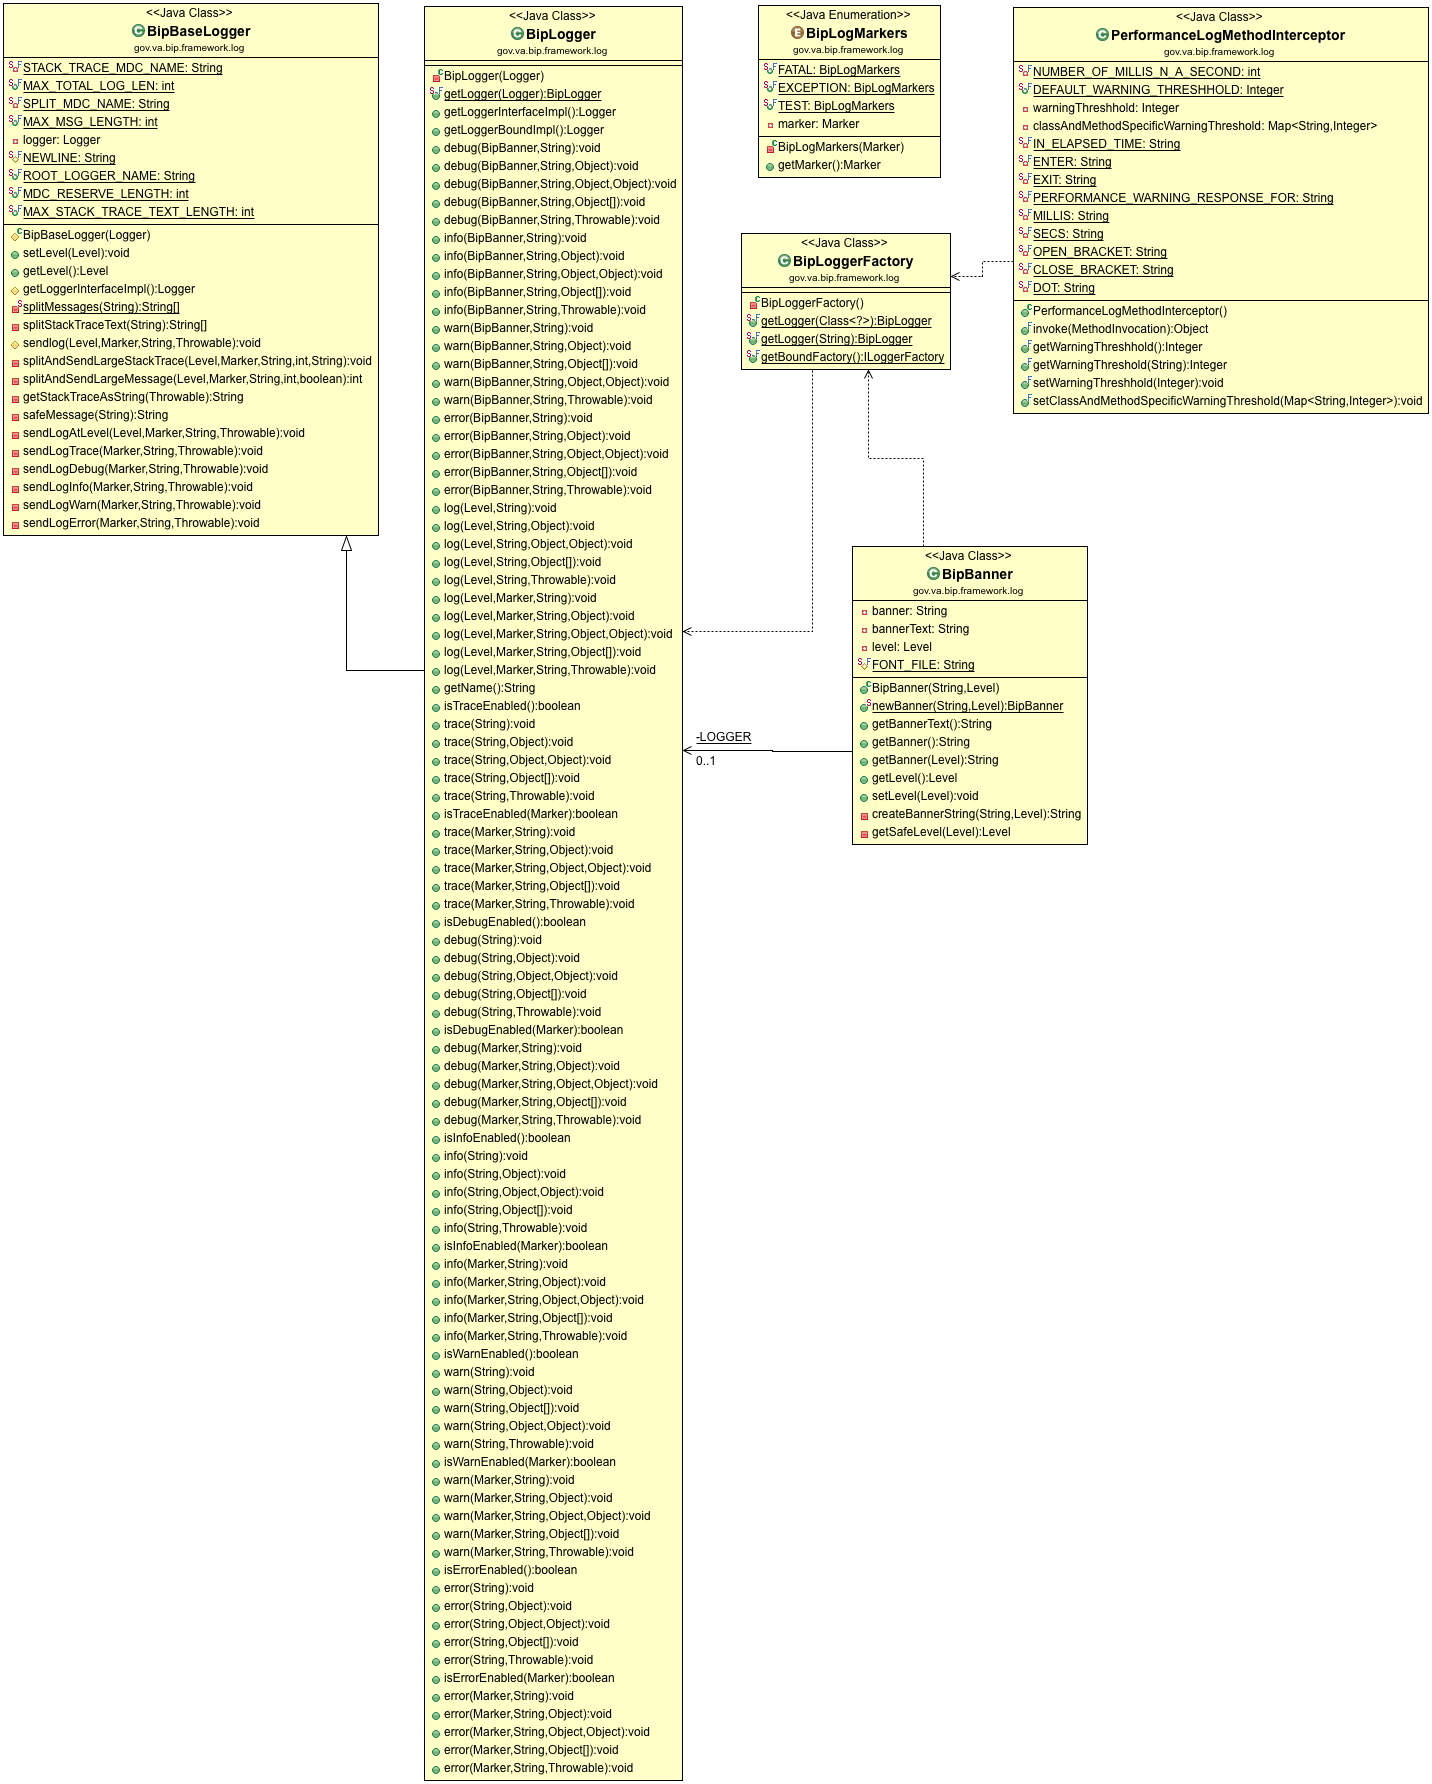 <<Java Class>>
BipBaseLogger
gov.va.bip.framework.log
STACK_TRACE_MDC_NAME: String
MAX_TOTAL_LOG_LEN: int
SPLIT_MDC_NAME: String
MAX_MSG_LENGTH: int
logger: Logger
NEWLINE: String
ROOT_LOGGER_NAME: String
MDC_RESERVE_LENGTH: int
MAX_STACK_TRACE_TEXT_LENGTH: int
BipBaseLogger(Logger)
setLevel(Level):void
getLevel():Level
getLoggerInterfaceImpl():Logger
splitMessages(String):String[]
splitStackTraceText(String):String[]
sendlog(Level,Marker,String,Throwable):void
splitAndSendLargeStackTrace(Level,Marker,String,int,String):void
splitAndSendLargeMessage(Level,Marker,String,int,boolean):int
getStackTraceAsString(Throwable):String
safeMessage(String):String
sendLogAtLevel(Level,Marker,String,Throwable):void
sendLogTrace(Marker,String,Throwable):void
sendLogDebug(Marker,String,Throwable):void
sendLogInfo(Marker,String,Throwable):void
sendLogWarn(Marker,String,Throwable):void
sendLogError(Marker,String,Throwable):void
<<Java Class>>
BipLogger
gov.va.bip.framework.log
BipLogger(Logger)
getLogger(Logger):BipLogger
getLoggerInterfaceImpl():Logger
getLoggerBoundImpl():Logger
debug(BipBanner,String):void
debug(BipBanner,String,Object):void
debug(BipBanner,String,Object,Object):void
debug(BipBanner,String,Object[]):void
debug(BipBanner,String,Throwable):void
info(BipBanner,String):void
info(BipBanner,String,Object):void
info(BipBanner,String,Object,Object):void
info(BipBanner,String,Object[]):void
info(BipBanner,String,Throwable):void
warn(BipBanner,String):void
warn(BipBanner,String,Object):void
warn(BipBanner,String,Object[]):void
warn(BipBanner,String,Object,Object):void
warn(BipBanner,String,Throwable):void
error(BipBanner,String):void
error(BipBanner,String,Object):void
error(BipBanner,String,Object,Object):void
error(BipBanner,String,Object[]):void
error(BipBanner,String,Throwable):void
log(Level,String):void
log(Level,String,Object):void
log(Level,String,Object,Object):void
log(Level,String,Object[]):void
log(Level,String,Throwable):void
log(Level,Marker,String):void
log(Level,Marker,String,Object):void
log(Level,Marker,String,Object,Object):void
log(Level,Marker,String,Object[]):void
log(Level,Marker,String,Throwable):void
getName():String
isTraceEnabled():boolean
trace(String):void
trace(String,Object):void
trace(String,Object,Object):void
trace(String,Object[]):void
trace(String,Throwable):void
isTraceEnabled(Marker):boolean
trace(Marker,String):void
trace(Marker,String,Object):void
trace(Marker,String,Object,Object):void
trace(Marker,String,Object[]):void
trace(Marker,String,Throwable):void
isDebugEnabled():boolean
debug(String):void
debug(String,Object):void
debug(String,Object,Object):void
debug(String,Object[]):void
debug(String,Throwable):void
isDebugEnabled(Marker):boolean
debug(Marker,String):void
debug(Marker,String,Object):void
debug(Marker,String,Object,Object):void
debug(Marker,String,Object[]):void
debug(Marker,String,Throwable):void
isInfoEnabled():boolean
info(String):void
info(String,Object):void
info(String,Object,Object):void
info(String,Object[]):void
info(String,Throwable):void
isInfoEnabled(Marker):boolean
info(Marker,String):void
info(Marker,String,Object):void
info(Marker,String,Object,Object):void
info(Marker,String,Object[]):void
info(Marker,String,Throwable):void
isWarnEnabled():boolean
warn(String):void
warn(String,Object):void
warn(String,Object[]):void
warn(String,Object,Object):void
warn(String,Throwable):void
isWarnEnabled(Marker):boolean
warn(Marker,String):void
warn(Marker,String,Object):void
warn(Marker,String,Object,Object):void
warn(Marker,String,Object[]):void
warn(Marker,String,Throwable):void
isErrorEnabled():boolean
error(String):void
error(String,Object):void
error(String,Object,Object):void
error(String,Object[]):void
error(String,Throwable):void
isErrorEnabled(Marker):boolean
error(Marker,String):void
error(Marker,String,Object):void
error(Marker,String,Object,Object):void
error(Marker,String,Object[]):void
error(Marker,String,Throwable):void
<<Java Enumeration>>
BipLogMarkers
gov.va.bip.framework.log
FATAL: BipLogMarkers
EXCEPTION: BipLogMarkers
TEST: BipLogMarkers
marker: Marker
BipLogMarkers(Marker)
getMarker():Marker
<<Java Class>>
PerformanceLogMethodInterceptor
gov.va.bip.framework.log
NUMBER_OF_MILLIS_N_A_SECOND: int
DEFAULT_WARNING_THRESHHOLD: Integer
warningThreshhold: Integer
classAndMethodSpecificWarningThreshold: Map<String,Integer>
IN_ELAPSED_TIME: String
ENTER: String
EXIT: String
PERFORMANCE_WARNING_RESPONSE_FOR: String
MILLIS: String
SECS: String
OPEN_BRACKET: String
CLOSE_BRACKET: String
DOT: String
PerformanceLogMethodInterceptor()
invoke(MethodInvocation):Object
getWarningThreshhold():Integer
getWarningThreshold(String):Integer
setWarningThreshhold(Integer):void
setClassAndMethodSpecificWarningThreshold(Map<String,Integer>):void
<<Java Class>>
BipLoggerFactory
gov.va.bip.framework.log
BipLoggerFactory()
getLogger(Class<?>):BipLogger
getLogger(String):BipLogger
getBoundFactory():ILoggerFactory
<<Java Class>>
BipBanner
gov.va.bip.framework.log
banner: String
bannerText: String
level: Level
FONT_FILE: String
BipBanner(String,Level)
newBanner(String,Level):BipBanner
getBannerText():String
getBanner():String
getBanner(Level):String
getLevel():Level
setLevel(Level):void
createBannerString(String,Level):String
getSafeLevel(Level):Level
-LOGGER
0..1